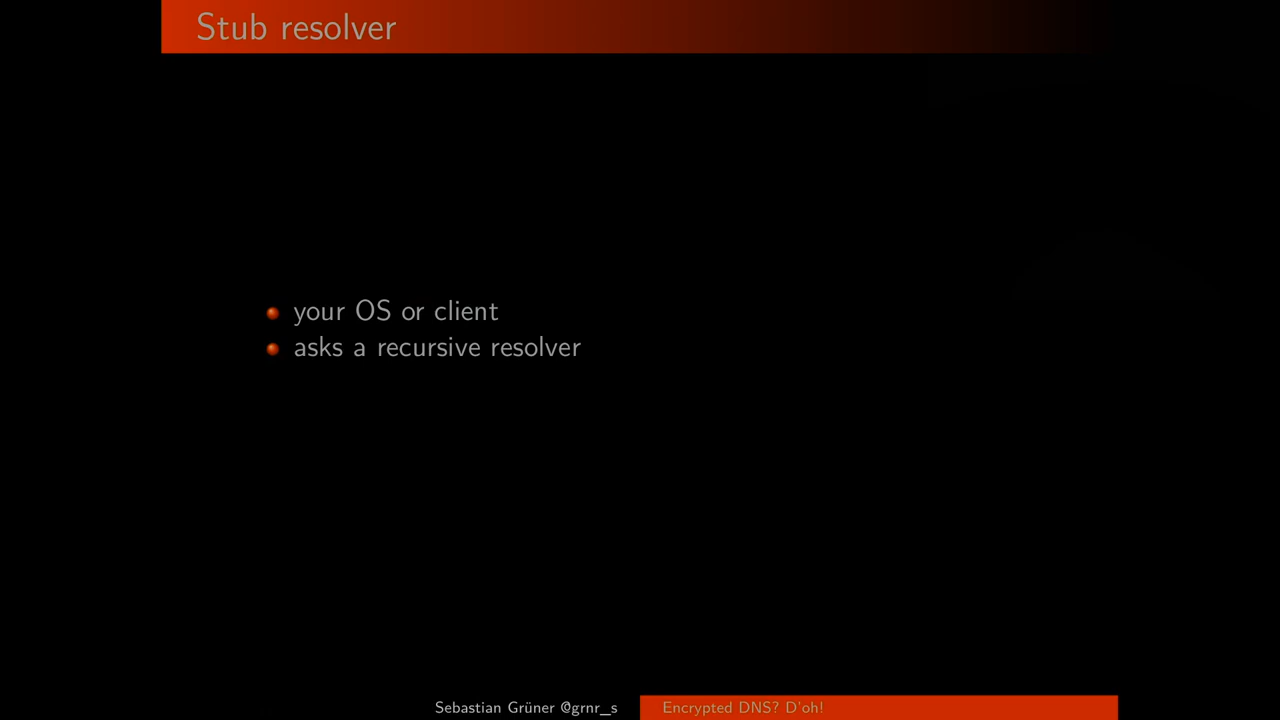 Stub resolver
your OS or client
asks a recursive resolver
Sebastian Grüner @grnr_s
Encrypted DNS? D'oh!